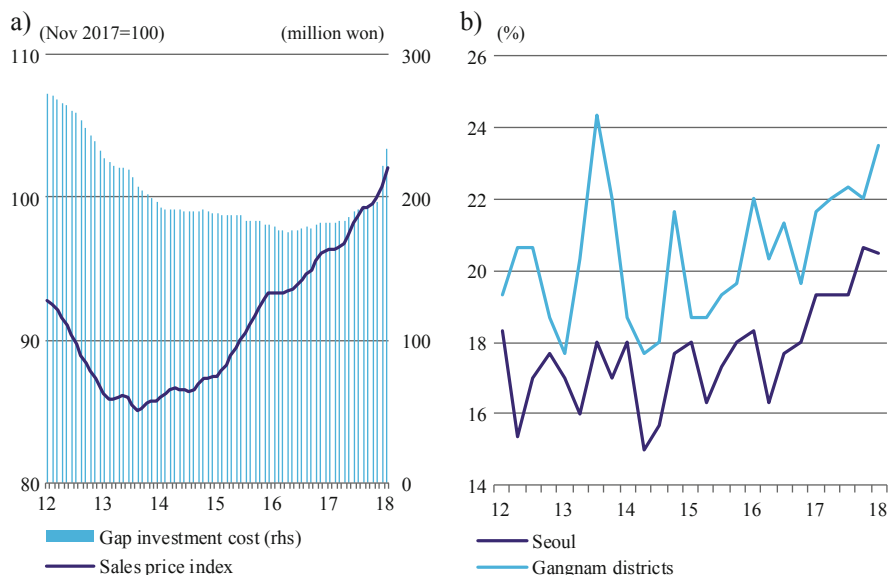 a)
(Nov 2017=100) (million won)
110 300
100 200
90 100
80 0
12 13 14 15 16 17 18
Gap investment cost (rhs)
Sales price index
b)
(%)
26
24
22
20
18
16
14
12 13 14 15 16 17 18
Seoul
Gangnam districts